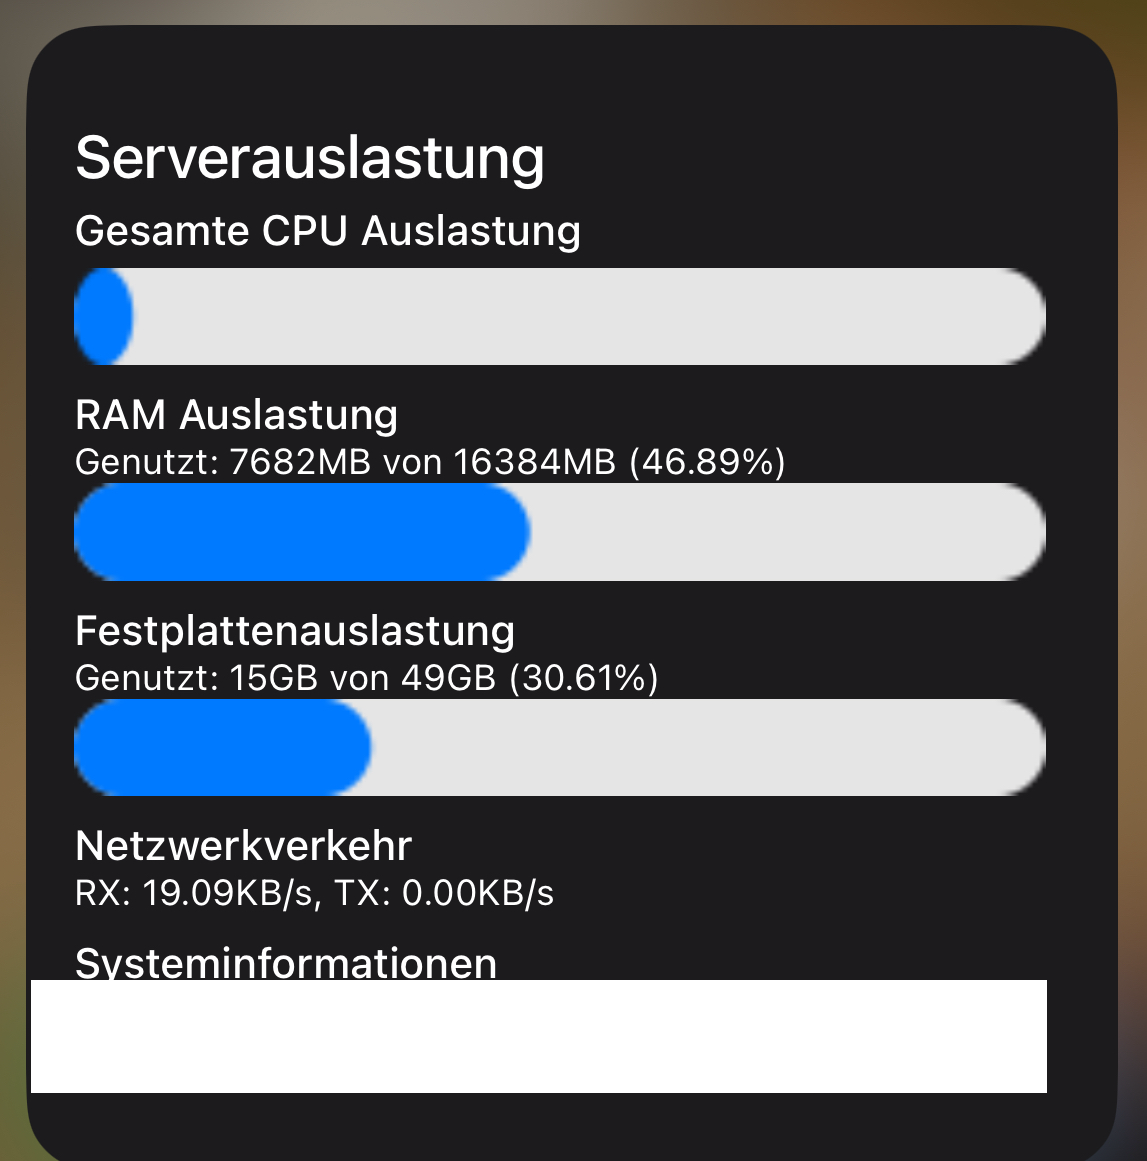 Serverauslastung
Gesamte CPU Auslastung
RAM Auslastung
Genutzt: 7682MB von 16384MB (46.89%)
Festplattenauslastung
Genutzt: 15GB von 49GB (30.61%)
Netzwerkverkehr
RX: 19.09KB/s, TX: 0.00KB/s
Systeminformationen